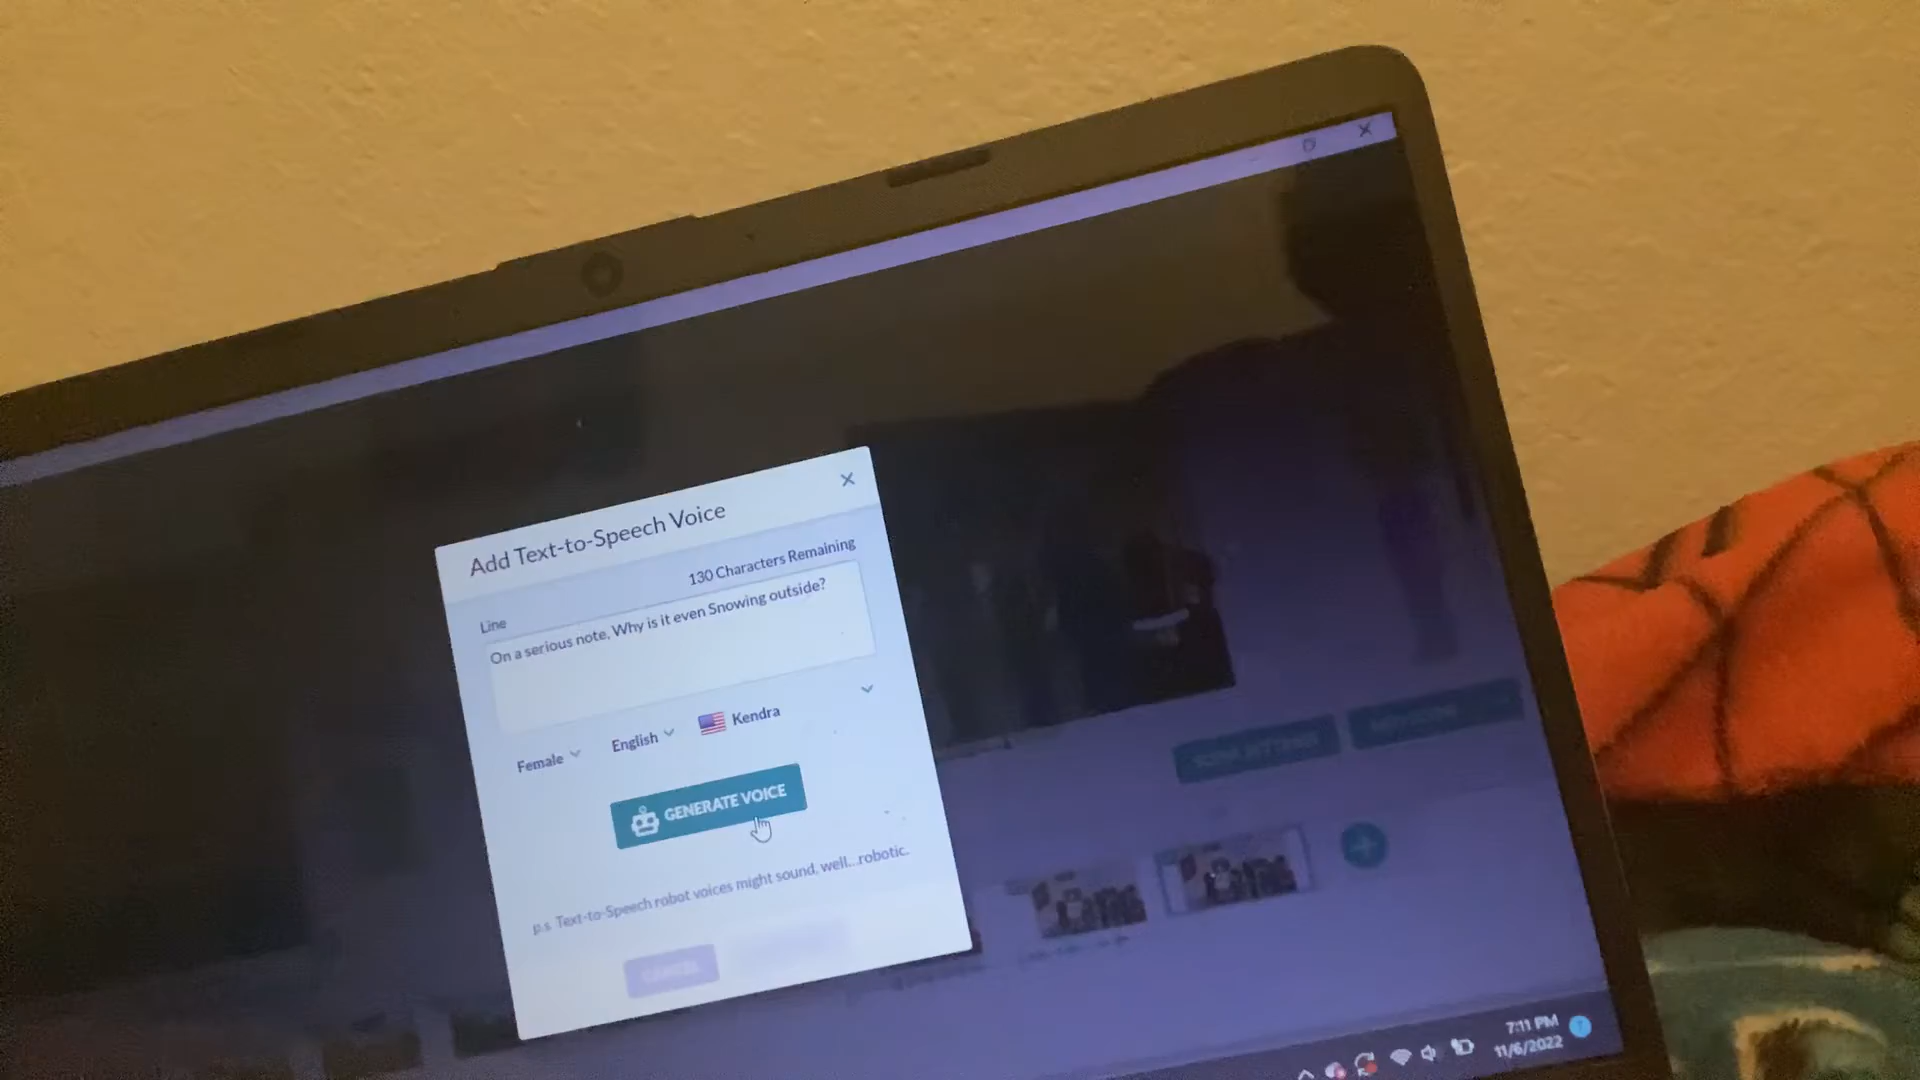 Add Text-to-Speech Voice
130 Characters Remaining
Line
On a serious note, Why is it even Snowing outside?
Female
English
Kendra
GENERATE VOICE
p.s Text-to-Speech robot voices might sound, well...robotic.
CANCEL
7:11 PM
11/6/2022